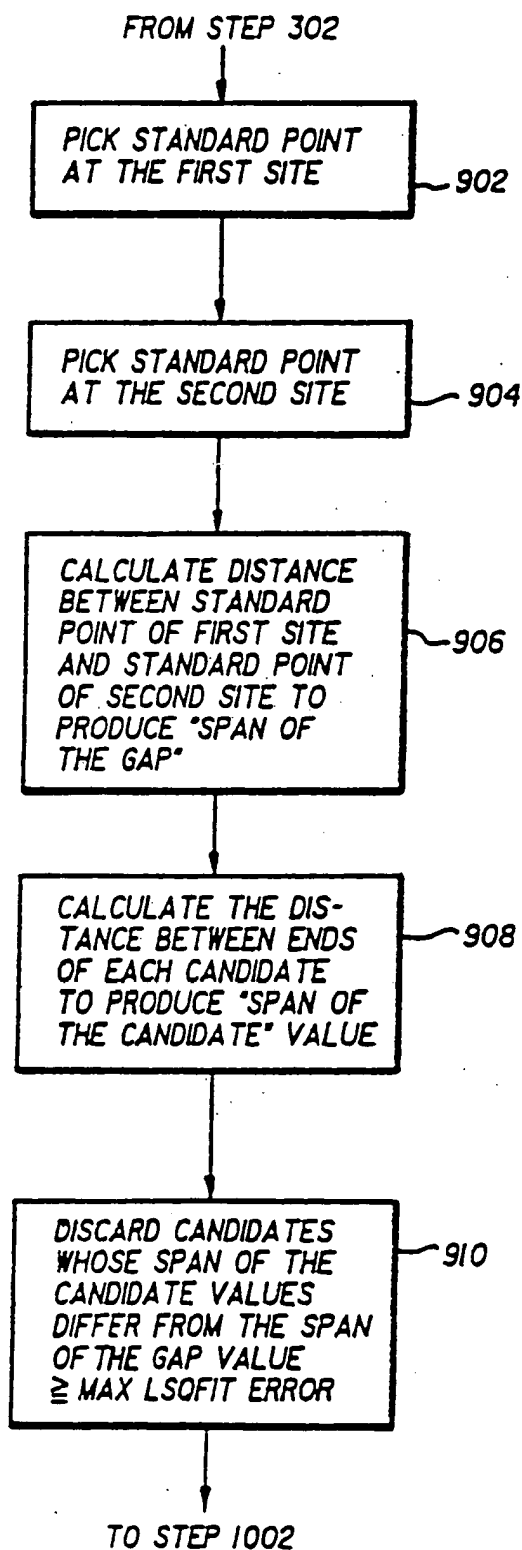 FROM STEP 302
PICK STANDARD POINT
AT THE FIRST SITE
902
PICK STANDARD POINT
AT THE SECOND SITE
904
CALCULATE DISTANCE
BETWEEN STANDARD
POINT OF FIRST SITE
AND STANDARD POINT
OF SECOND SITE TO
PRODUCE "SPAN OF
THE GAP"
906
CALCULATE THE DIS-
TANCE BETWEEN ENDS
OF EACH CANDIDATE
TO PRODUCE "SPAN OF
THE CANDIDATE" VALUE
908
DISCARD CANDIDATES
WHOSE SPAN OF THE
CANDIDATE VALUES
DIFFER FROM THE SPAN
OF THE GAP VALUE
≧ MAX LSQFIT ERROR
910
TO STEP 1002